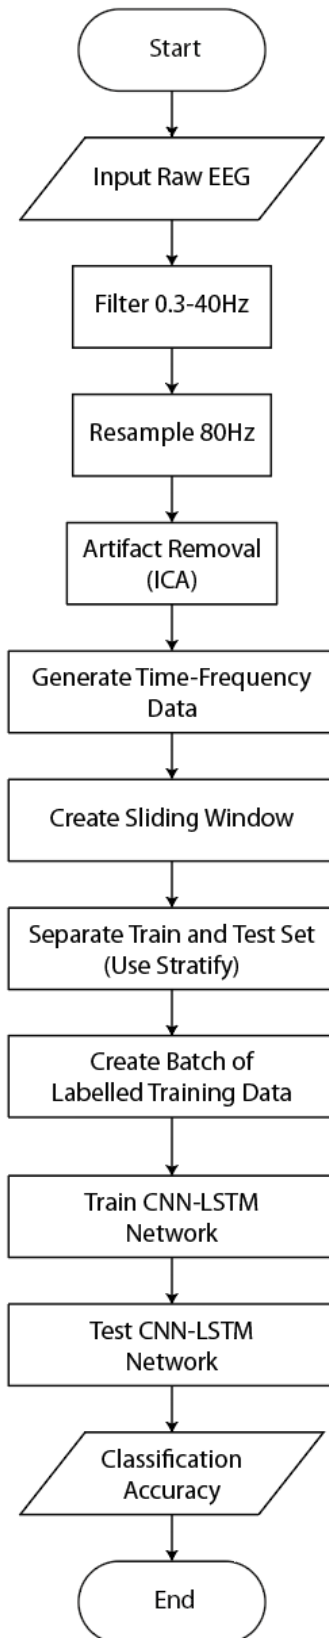 Start
Input Raw EEG
Filter 0.3-40Hz
Resample 80Hz
Artifact Removal
(ICA)
Generate Time-Frequency
Data
Create Sliding Window
Separate Train and Test Set
(Use Stratify)
Create Batch of
Labelled Training Data
Train CNN-LSTM
Network
Test CNN-LSTM
Network
Classification
Accuracy
End